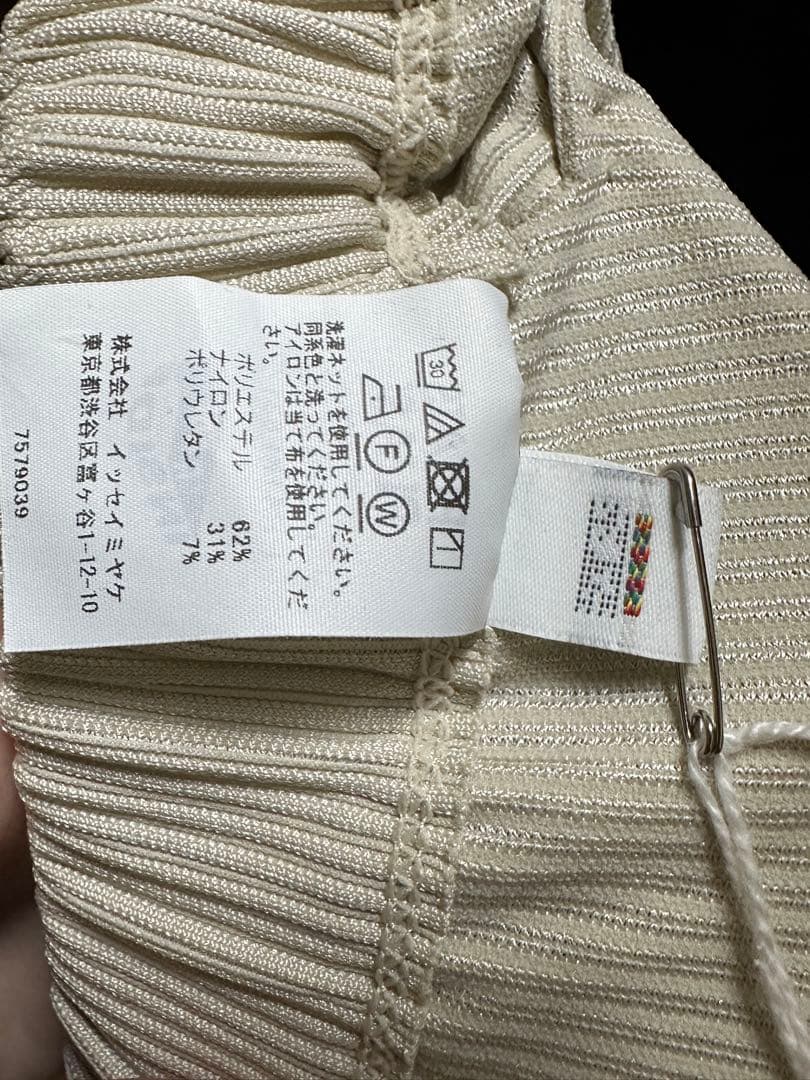 30
F W
洗濯ネットを使用してください。
同系色と洗ってください。
アイロンは当て布を使用してくだ
さい。
ポリエステル 62%
ナイロン 31%
ポリウレタン 7%
株式会社 イッセイ ミヤケ
東京都渋谷区富ヶ谷1-12-10
7579039